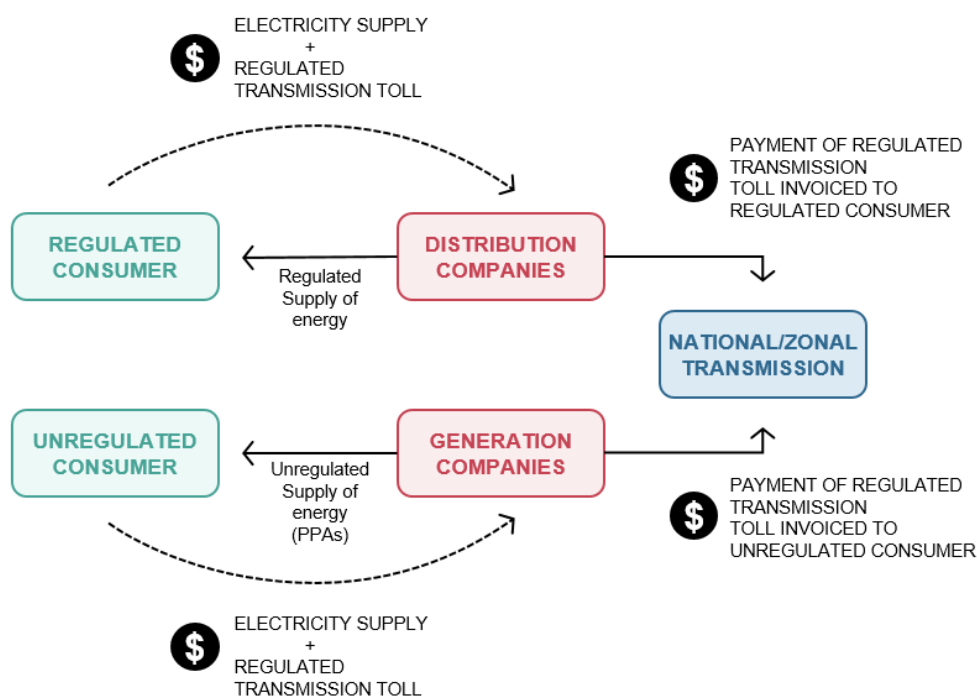 $
ELECTRICITY SUPPLY
+
REGULATED
TRANSMISSION TOLL
$
PAYMENT OF REGULATED
TRANSMISSION
TOLL INVOICED TO
REGULATED CONSUMER
REGULATED
CONSUMER
Regulated
Supply of
energy
DISTRIBUTION
COMPANIES
NATIONAL/ZONAL
TRANSMISSION
UNREGULATED
CONSUMER
Unregulated
Supply of
energy
(PPAs)
GENERATION
COMPANIES
$
PAYMENT OF REGULATED
TRANSMISSION
TOLL INVOICED TO
UNREGULATED CONSUMER
$
ELECTRICITY SUPPLY
+
REGULATED
TRANSMISSION TOLL